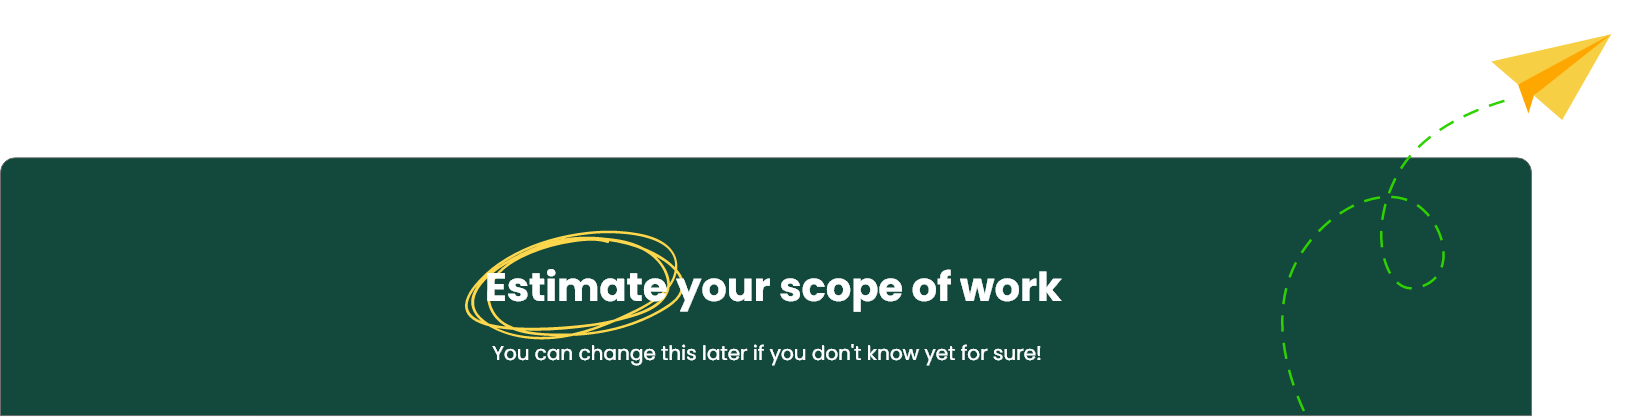 Estimate your scope of work
You can change this later if you don't know yet for sure!